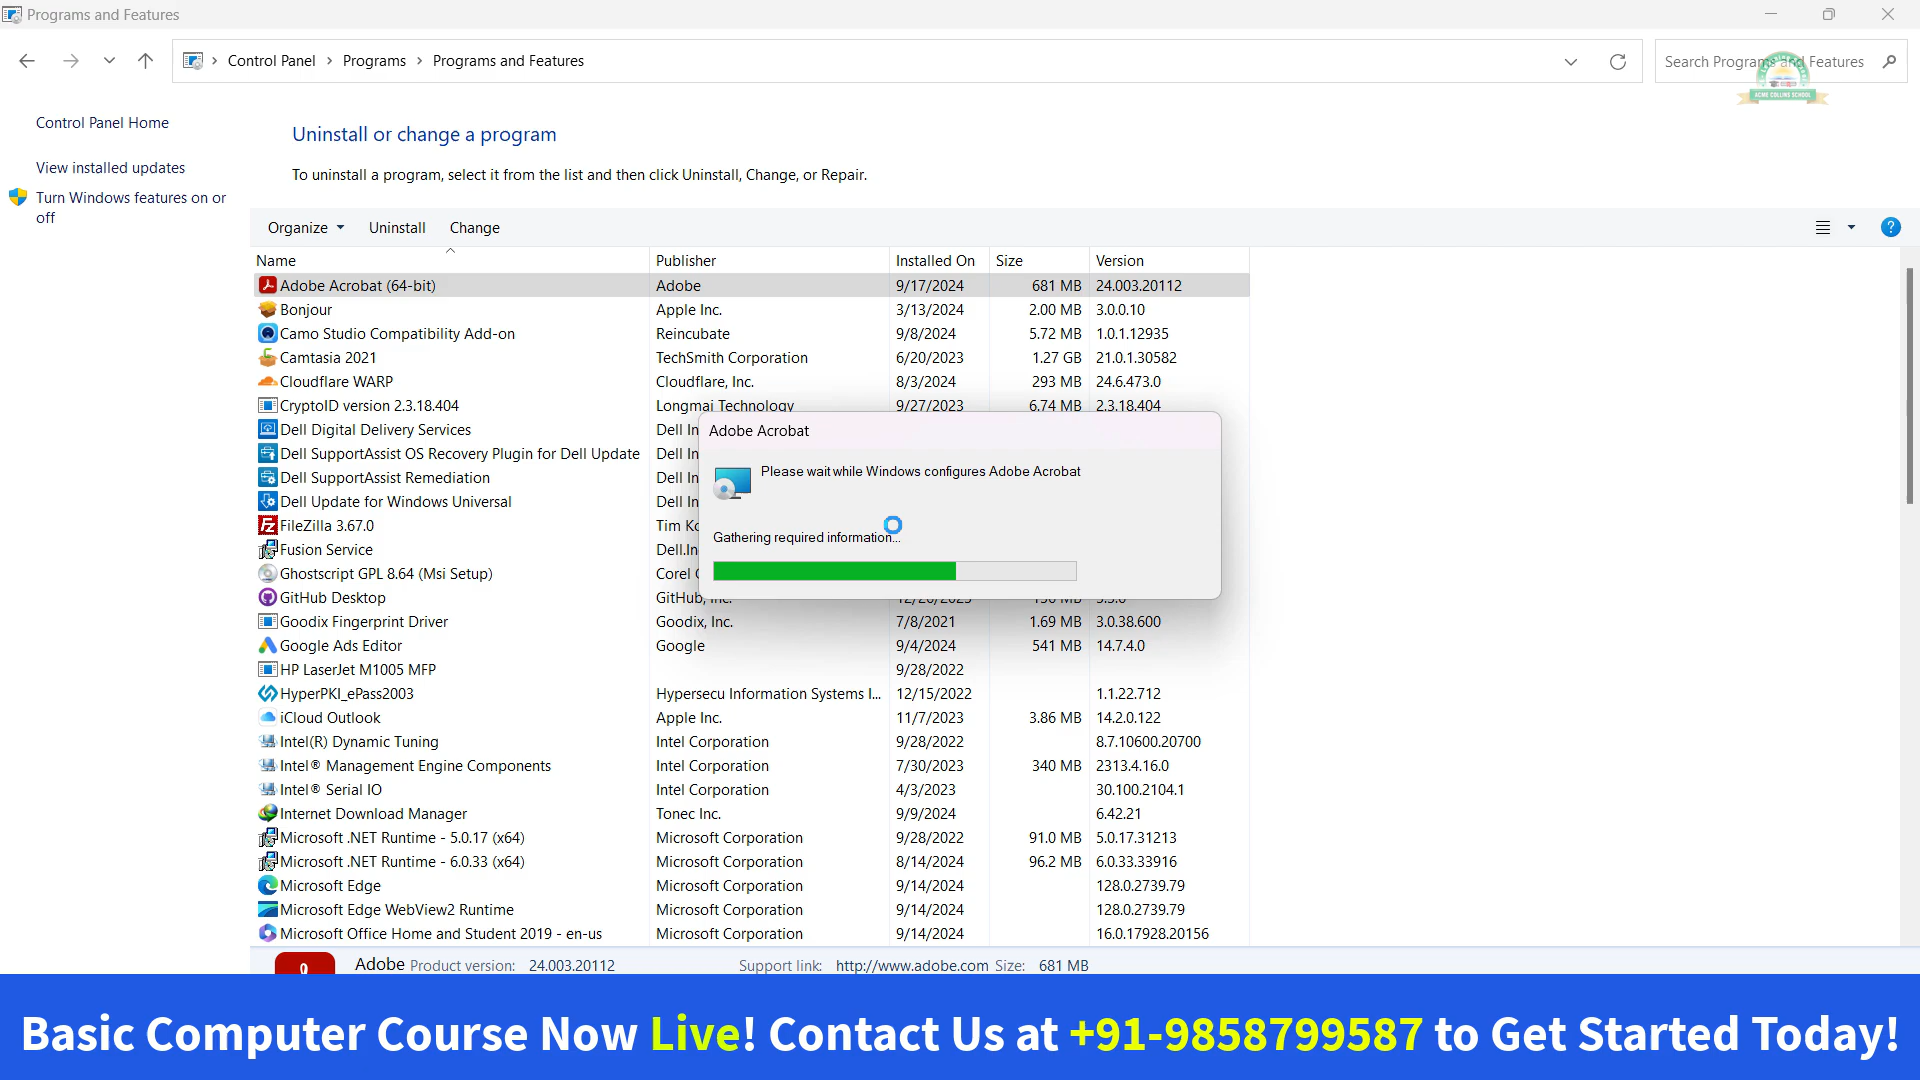 Programs and Features
Control Panel > Programs > Programs and Features
Search Programs and Features
ACME COLLINS SCHOOL
Control Panel Home
View installed updates
Turn Windows features on or
off
Uninstall or change a program
To uninstall a program, select it from the list and then click Uninstall, Change, or Repair.
Organize Uninstall Change
Name Publisher Installed On Size Version
Adobe Acrobat (64-bit) Adobe 9/17/2024 681 MB 24.003.20112
Bonjour Apple Inc. 3/13/2024 2.00 MB 3.0.0.10
Camo Studio Compatibility Add-on Reincubate 9/8/2024 5.72 MB 1.0.1.12935
Camtasia 2021 TechSmith Corporation 6/20/2023 1.27 GB 21.0.1.30582
Cloudflare WARP Cloudflare, Inc. 8/3/2024 293 MB 24.6.473.0
CryptoID version 2.3.18.404 Longmai Technology 9/27/2023 6.74 MB 2.3.18.404
Dell Digital Delivery Services Dell In
Dell SupportAssist OS Recovery Plugin for Dell Update Dell In
Dell SupportAssist Remediation Dell In
Dell Update for Windows Universal Dell In
FileZilla 3.67.0 Tim Ko
Fusion Service Dell.In
Ghostscript GPL 8.64 (Msi Setup) Corel
GitHub Desktop GitHub, Inc.
Goodix Fingerprint Driver Goodix, Inc. 7/8/2021 1.69 MB 3.0.38.600
Google Ads Editor Google 9/4/2024 541 MB 14.7.4.0
HP LaserJet M1005 MFP 9/28/2022
HyperPKI_ePass2003 Hypersecu Information Systems I... 12/15/2022 1.1.22.712
iCloud Outlook Apple Inc. 11/7/2023 3.86 MB 14.2.0.122
Intel(R) Dynamic Tuning Intel Corporation 9/28/2022 8.7.10600.20700
Intel® Management Engine Components Intel Corporation 7/30/2023 340 MB 2313.4.16.0
Intel® Serial IO Intel Corporation 4/3/2023 30.100.2104.1
Internet Download Manager Tonec Inc. 9/9/2024 6.42.21
Microsoft .NET Runtime - 5.0.17 (x64) Microsoft Corporation 9/28/2022 91.0 MB 5.0.17.31213
Microsoft .NET Runtime - 6.0.33 (x64) Microsoft Corporation 8/14/2024 96.2 MB 6.0.33.33916
Microsoft Edge Microsoft Corporation 9/14/2024 128.0.2739.79
Microsoft Edge WebView2 Runtime Microsoft Corporation 9/14/2024 128.0.2739.79
Microsoft Office Home and Student 2019 - en-us Microsoft Corporation 9/14/2024 16.0.17928.20156
Adobe Acrobat
Please wait while Windows configures Adobe Acrobat
Gathering required information...
Adobe Product version: 24.003.20112 Support link: http://www.adobe.com Size: 681 MB
Basic Computer Course Now Live! Contact Us at +91-9858799587 to Get Started Today!